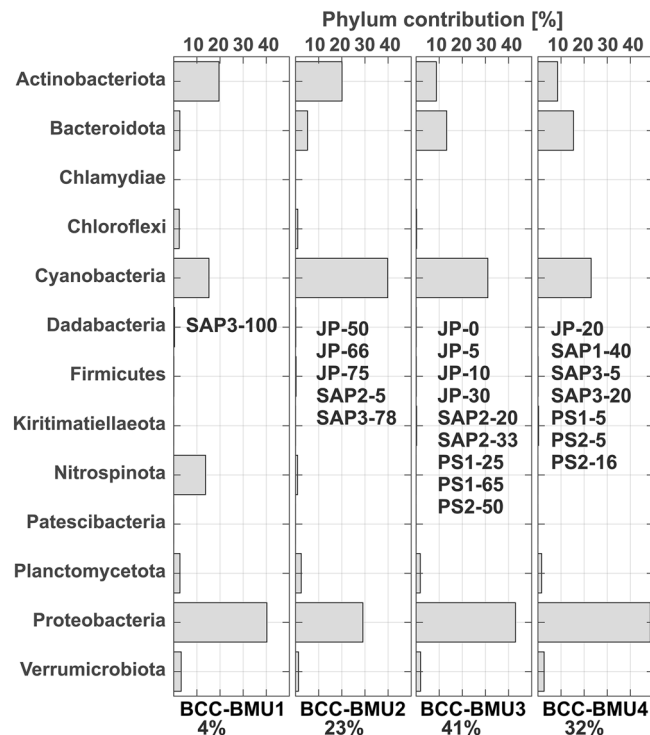 Phylum contribution [%]
10 20 30 40 10 20 30 40 10 20 30 40 10 20 30 40
Actinobacteriota
Bacteroidota
Chlamydiae
Chloroflexi
Cyanobacteria
Dadabacteria
Firmicutes
Kiritimatiellaeota
Nitrospinota
Patescibacteria
Planctomycetota
Proteobacteria
Verrumicrobiota
SAP3-100
JP-50
JP-66
JP-75
SAP2-5
SAP3-78
JP-0
JP-5
JP-10
JP-30
SAP2-20
SAP2-33
PS1-25
PS1-65
PS2-50
JP-20
SAP1-40
SAP3-5
SAP3-20
PS1-5
PS2-5
PS2-16
BCC-BMU1 BCC-BMU2 BCC-BMU3 BCC-BMU4
4% 23% 41% 32%